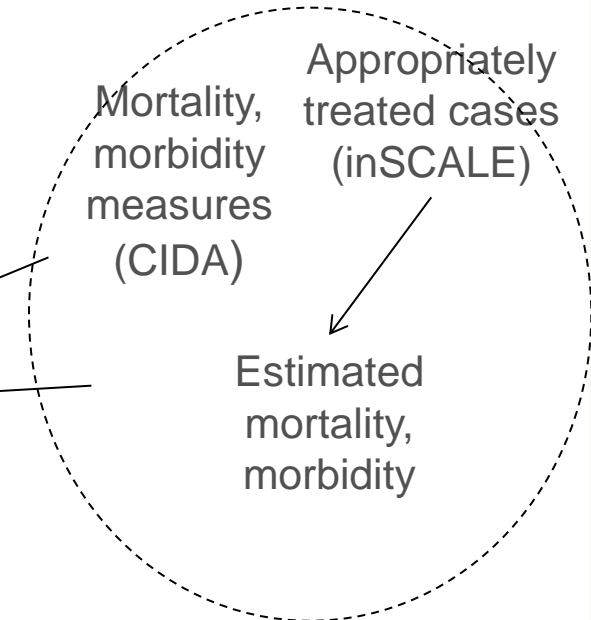 Mortality,
morbidity
measures
(CIDA)
Appropriately
treated cases
(inSCALE)
Estimated
mortality,
morbidity